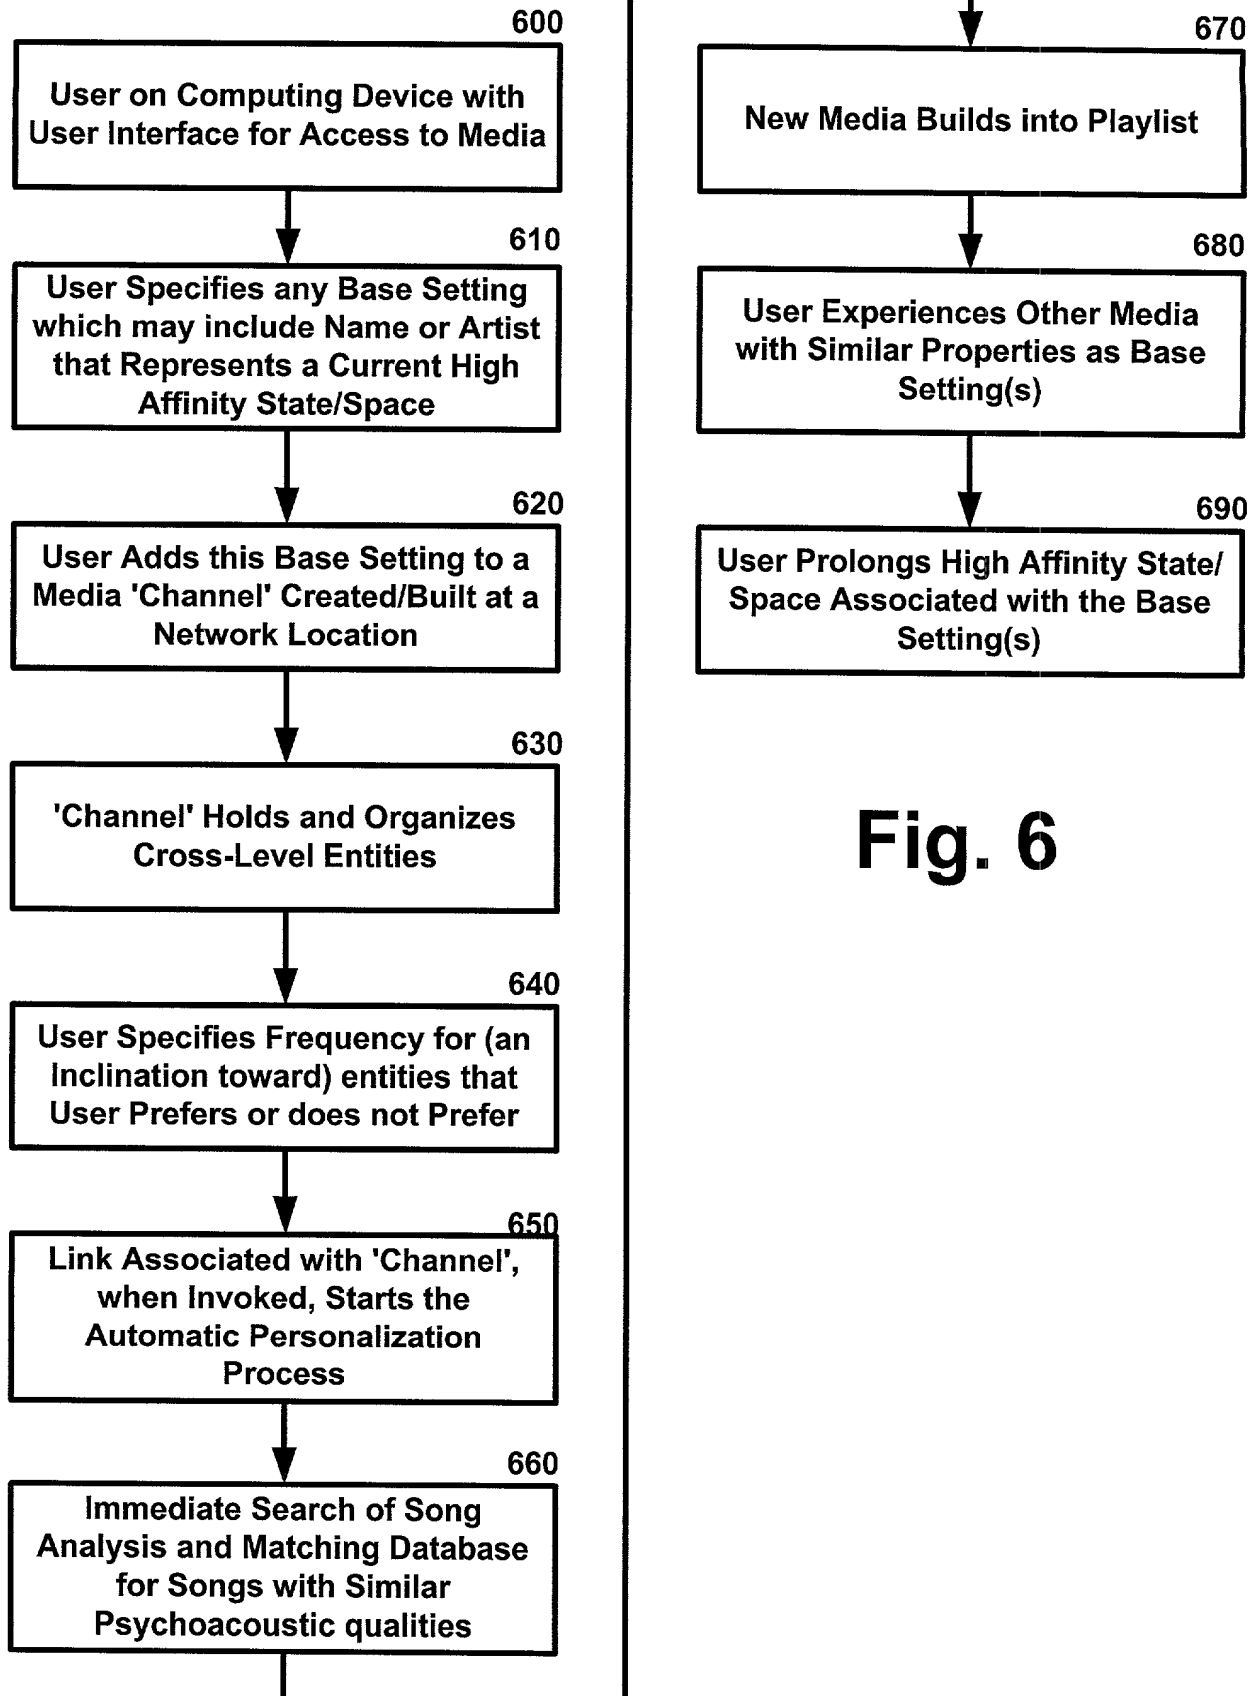 600
User on Computing Device with
User Interface for Access to Media
610
User Specifies any Base Setting
which may include Name or Artist
that Represents a Current High
Affinity State/Space
620
User Adds this Base Setting to a
Media 'Channel' Created/Built at a
Network Location
630
'Channel' Holds and Organizes
Cross-Level Entities
640
User Specifies Frequency for (an
Inclination toward) entities that
User Prefers or does not Prefer
650
Link Associated with 'Channel',
when Invoked, Starts the
Automatic Personalization
Process
660
Immediate Search of Song
Analysis and Matching Database
for Songs with Similar
Psychoacoustic qualities
670
New Media Builds into Playlist
680
User Experiences Other Media
with Similar Properties as Base
Setting(s)
690
User Prolongs High Affinity State/
Space Associated with the Base
Setting(s)
Fig. 6